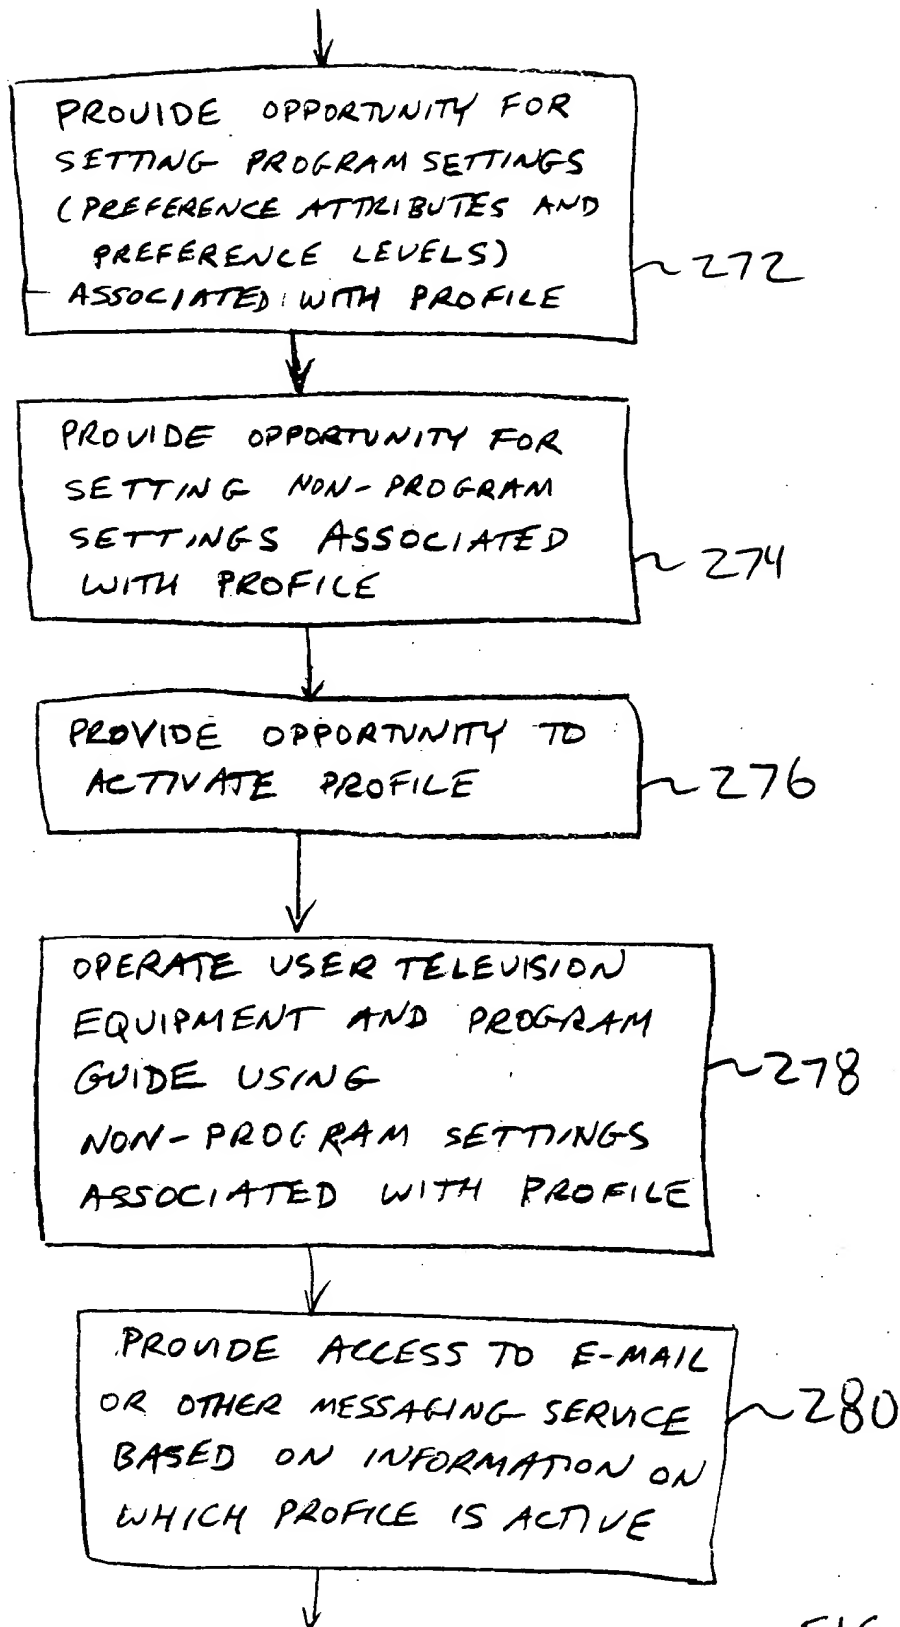 PROVIDE OPPORTUNITY FOR
SETTING PROGRAM SETTINGS
(PREFERENCE ATTRIBUTES AND
PREFERENCE LEVELS)
ASSOCIATED WITH PROFILE
272
PROVIDE OPPORTUNITY FOR
SETTING NON-PROGRAM
SETTINGS ASSOCIATED
WITH PROFILE
274
PROVIDE OPPORTUNITY TO
ACTIVATE PROFILE
276
OPERATE USER TELEVISION
EQUIPMENT AND PROGRAM
GUIDE USING
NON-PROGRAM SETTINGS
ASSOCIATED WITH PROFILE
278
PROVIDE ACCESS TO E-MAIL
OR OTHER MESSAGING SERVICE
BASED ON INFORMATION ON
WHICH PROFILE IS ACTIVE
280